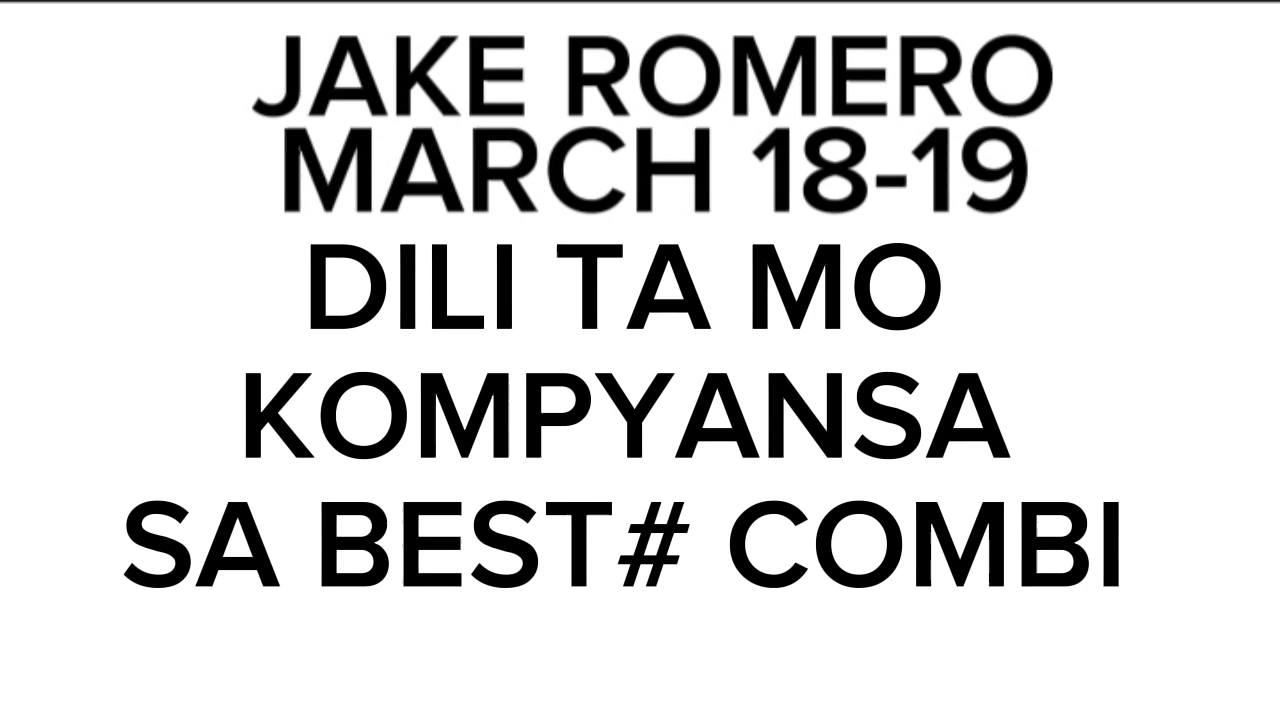 JAKE ROMERO
MARCH 18-19
DILI TA MO
KOMPYANSA
SA BEST# COMBI